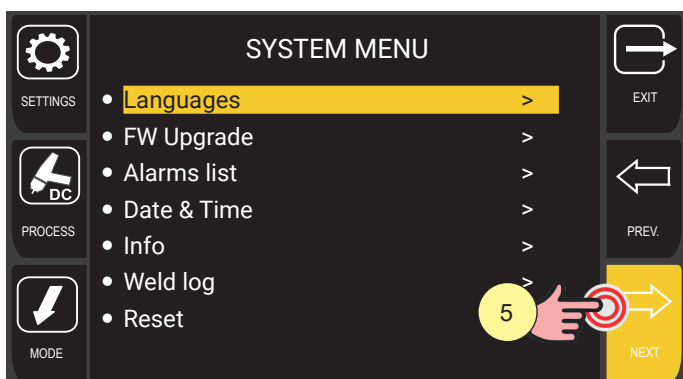 SYSTEM MENU
SETTINGS
EXIT
• Languages >
• FW Upgrade >
• Alarms list >
DC
• Date & Time >
PROCESS
PREV.
• Info >
• Weld log >
5
• Reset
MODE
NEXT